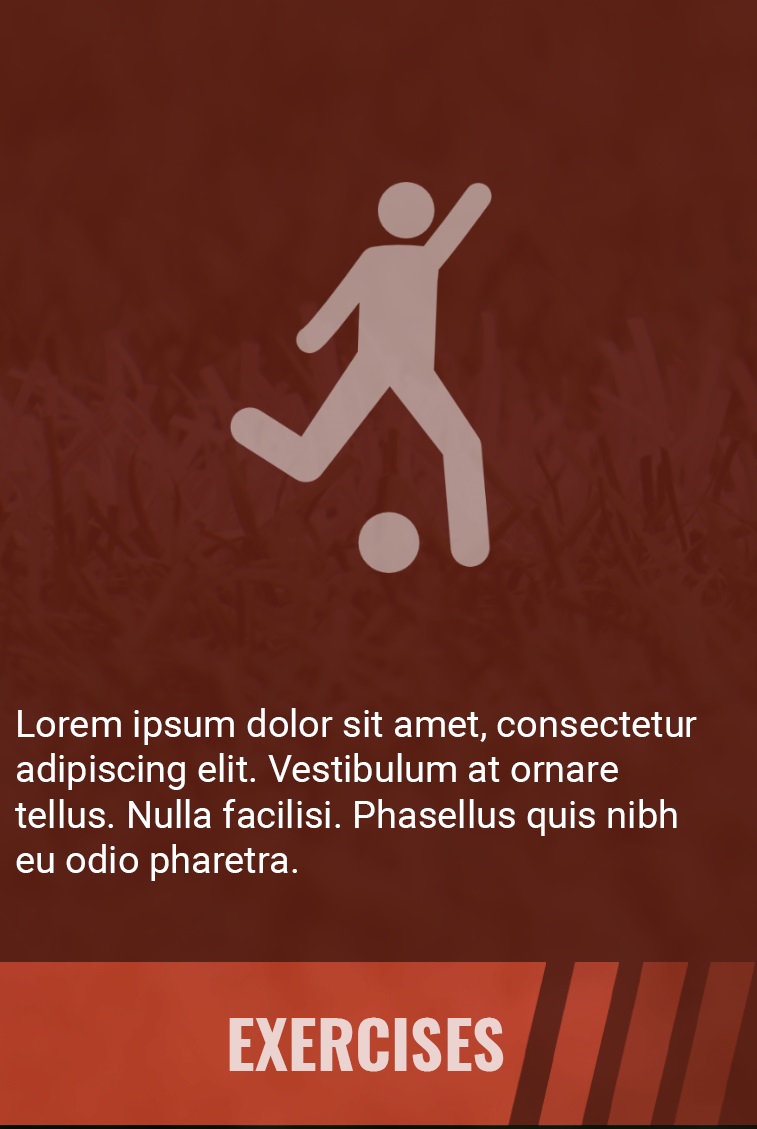 Lorem ipsum dolor sit amet, consectetur
adipiscing elit. Vestibulum at ornare
tellus. Nulla facilisi. Phasellus quis nibh
eu odio pharetra.
EXERCISES